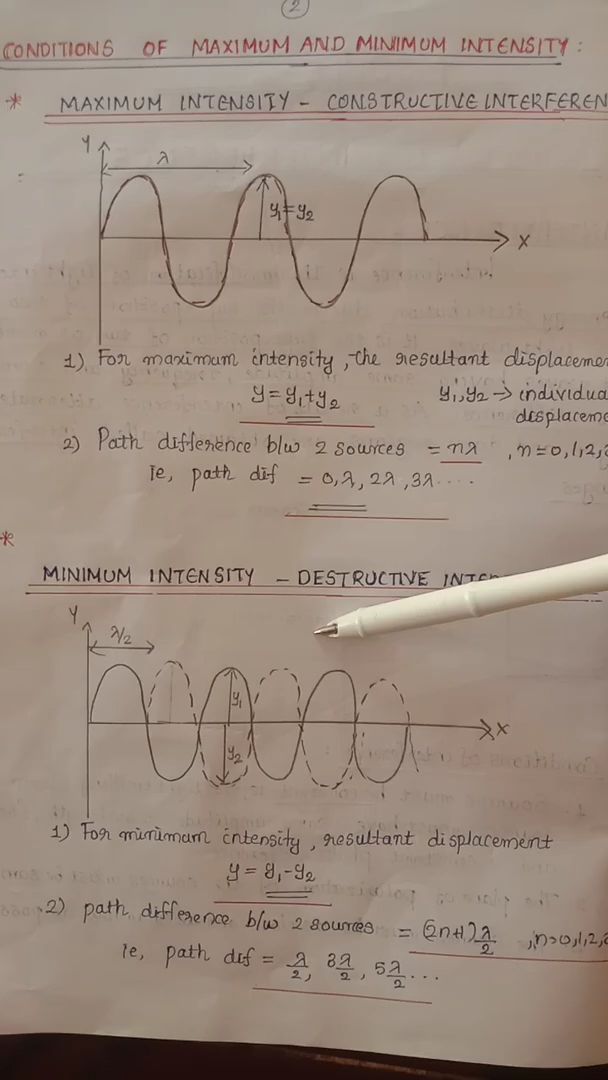 2
CONDITIONS OF MAXIMUM AND MINIMUM INTENSITY :
* MAXIMUM INTENSITY - CONSTRUCTIVE INTERFEREN
Y
λ
y₁=y₂
X
1) For maximum intensity, the resultant displaceme
y = y₁+y₂ y₁,y₂ → individua
displaceme
2) Path difference b/w 2 sources = nλ , n=0,1,2,
Ie, path dif = 0,λ, 2λ ,3λ ....
*
MINIMUM INTENSITY - DESTRUCTIVE INTE
Y
λ/2
y₁
X
y₂
1) For minimum intensity, resultant displacement
y = y₁-y₂
2) path difference b/w 2 sources = (2n+1)λ/2 ,n=0,1,2,
Ie, path dif = λ/2, 3λ/2, 5λ/2 ...